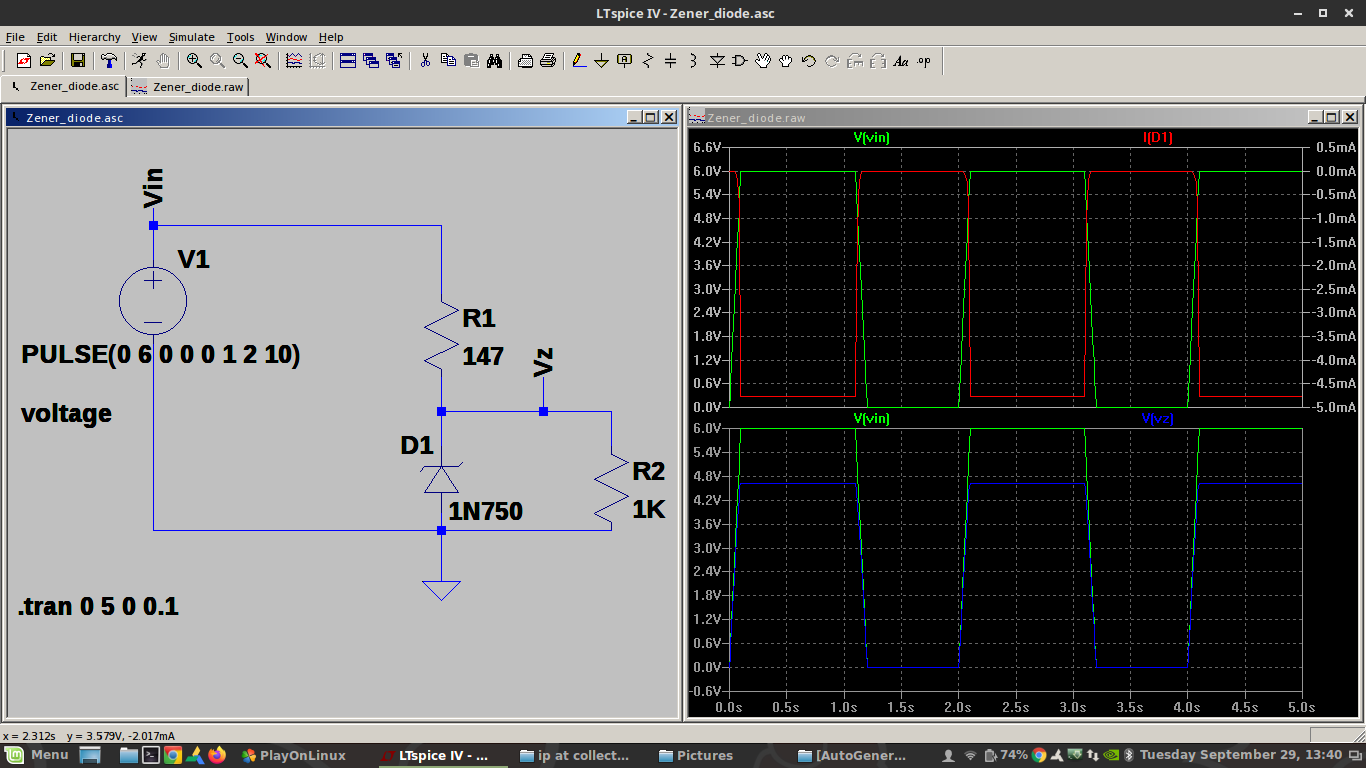 LTspice IV - Zener_diode.asc
File Edit Hierarchy View Simulate Tools Window Help
Aa .op
Zener_diode.asc Zener_diode.raw
Zener_diode.asc
Vin
V1
PULSE(0 6 0 0 0 1 2 10)
voltage
R1
147
Vz
D1
1N750
R2
1K
.tran 0 5 0 0.1
Zener_diode.raw
V(vin) I(D1)
6.6V 0.5mA
6.0V 0.0mA
5.4V -0.5mA
4.8V -1.0mA
4.2V -1.5mA
3.6V -2.0mA
3.0V -2.5mA
2.4V -3.0mA
1.8V -3.5mA
1.2V -4.0mA
0.6V -4.5mA
0.0V -5.0mA
V(vin) V(vz)
6.0V
5.4V
4.8V
4.2V
3.6V
3.0V
2.4V
1.8V
1.2V
0.6V
0.0V
-0.6V
0.0s 0.5s 1.0s 1.5s 2.0s 2.5s 3.0s 3.5s 4.0s 4.5s 5.0s
x = 2.312s y = 3.579V, -2.017mA
Menu PlayOnLinux LTspice IV - ... ip at collect... Pictures [AutoGener... 74% Tuesday September 29, 13:40